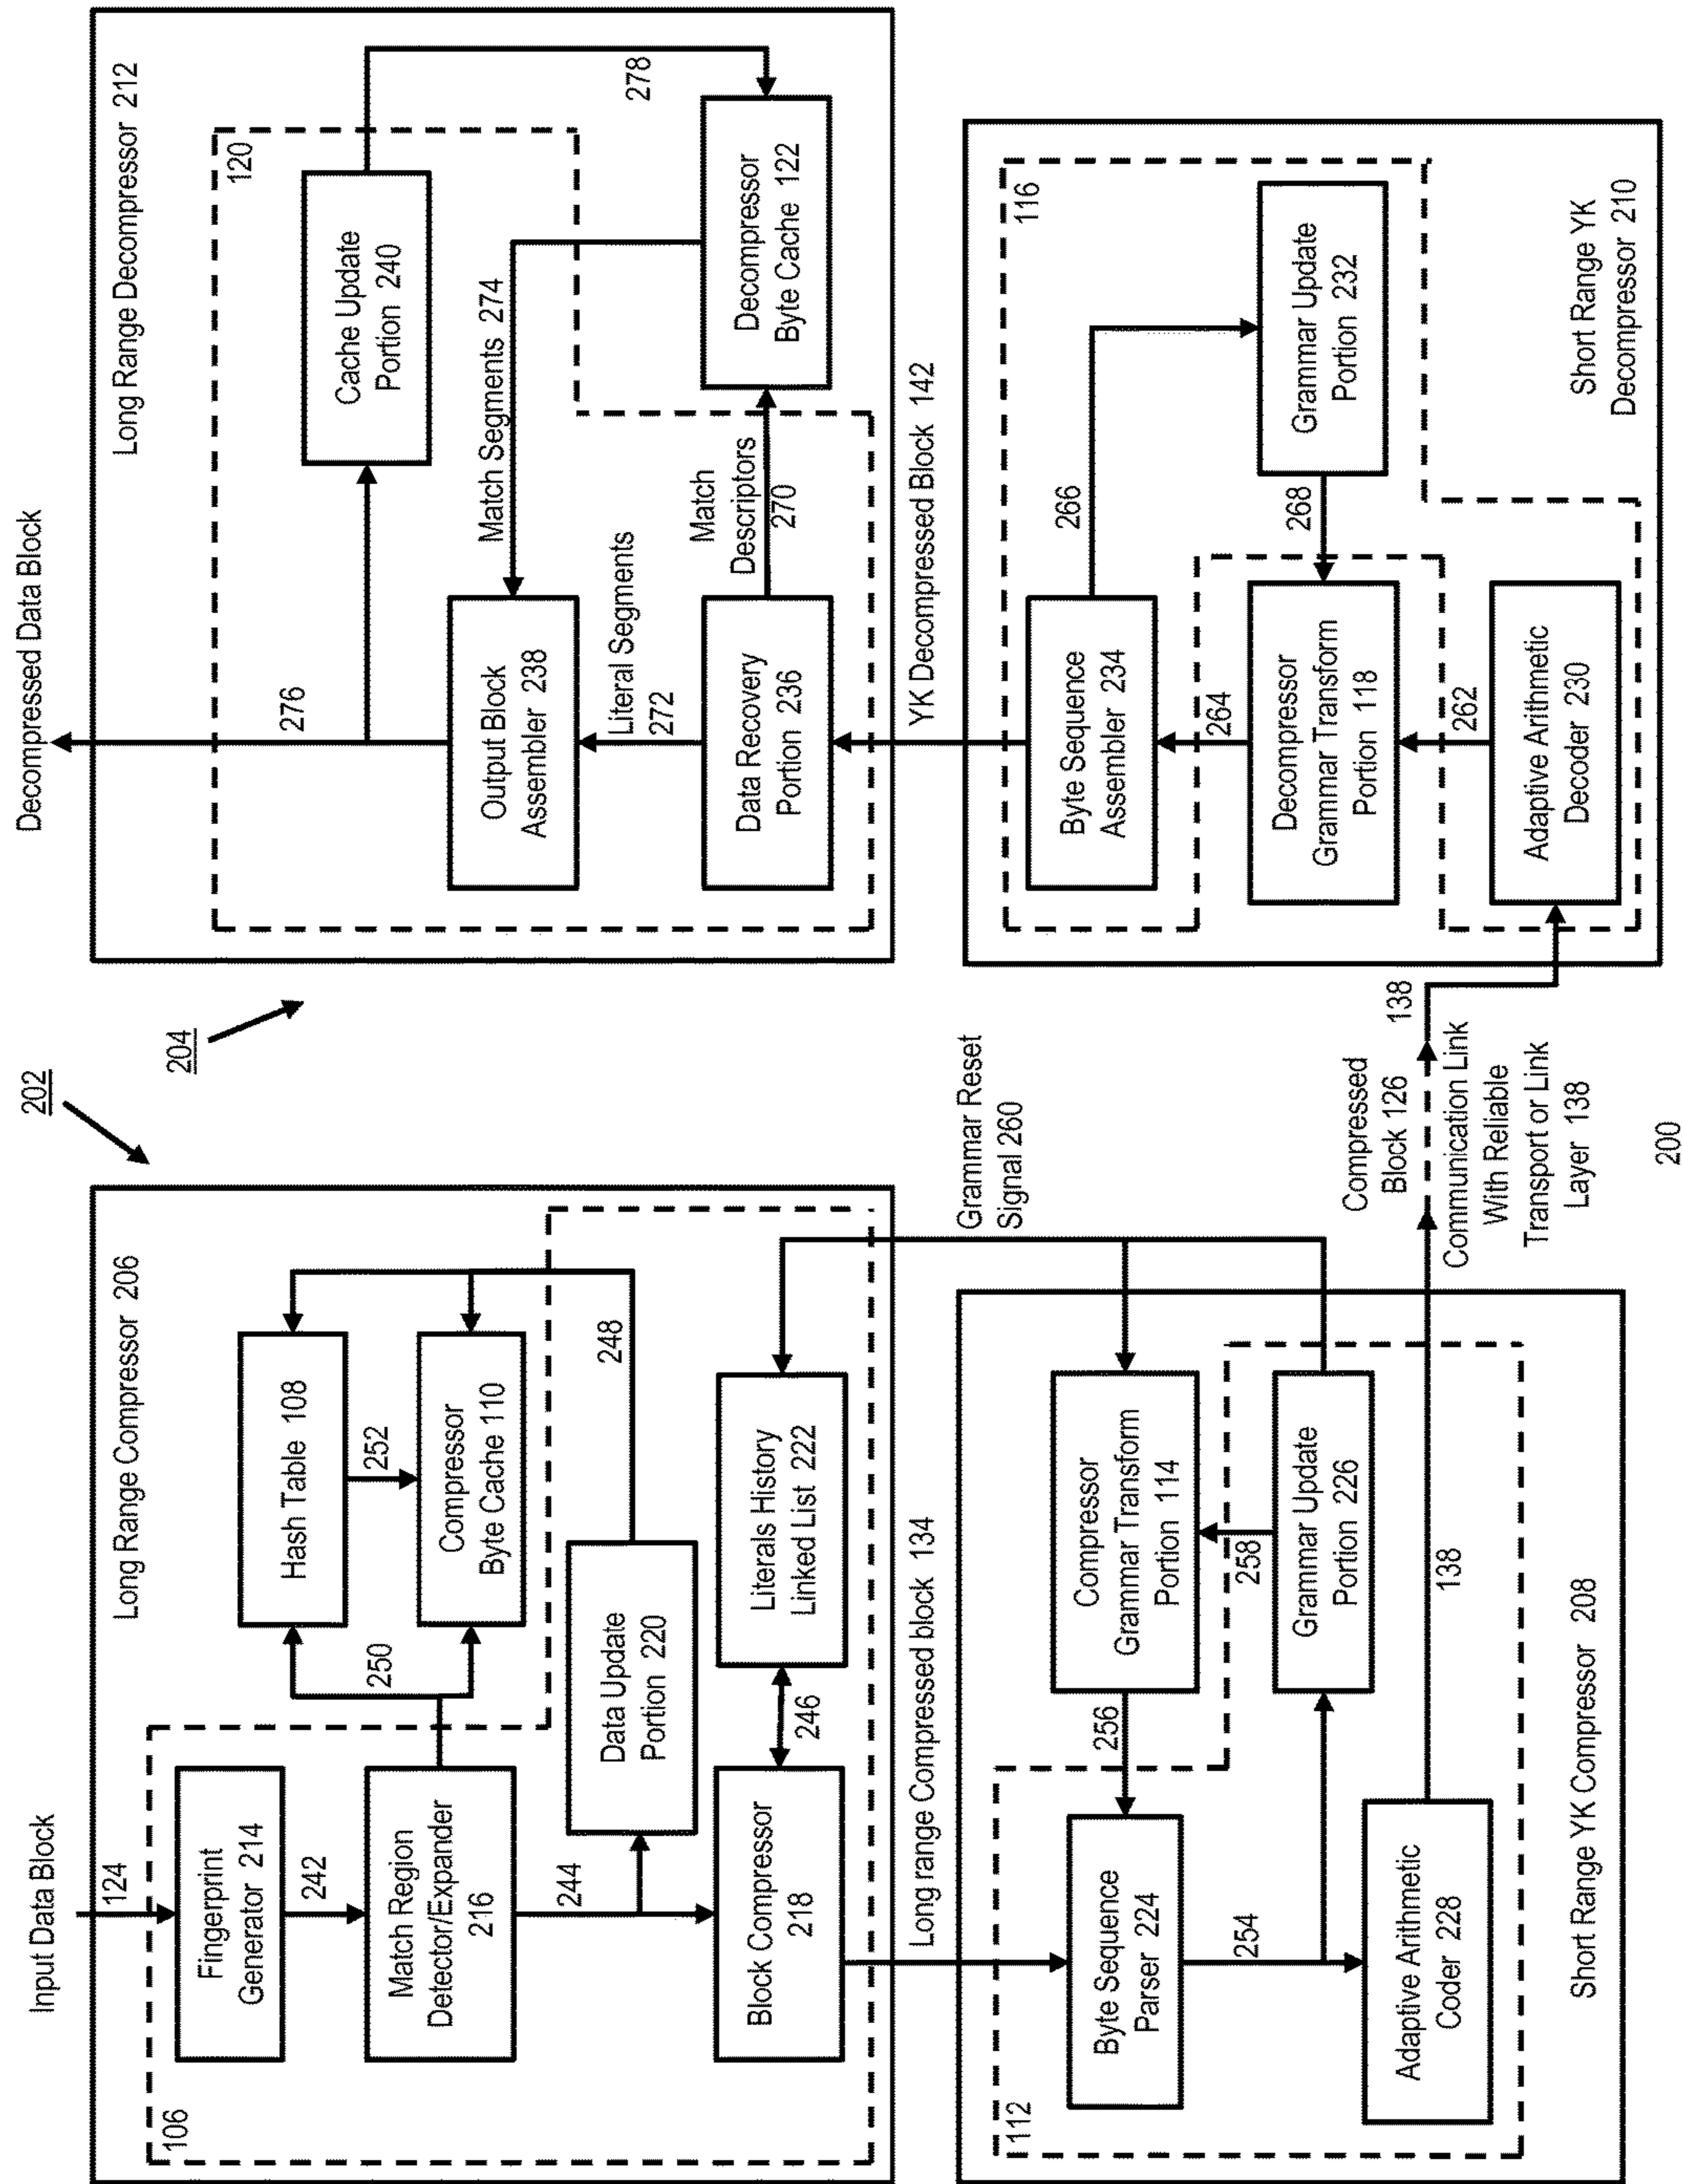 Input Data Block
124
106
Fingerprint
Generator 214
242
Match Region
Detector/Expander
216
244
Block Compressor
218
Long Range Compressor 206
Hash Table 108
250
252
Compressor
Byte Cache 110
Data Update
Portion 220
248
246
Literals History
Linked List 222
Long range Compressed block 134
Grammar Reset
Signal 260
112
Byte Sequence
Parser 224
256
Compressor
Grammar Transform
Portion 114
254
258
Grammar Update
Portion 226
Adaptive Arithmetic
Coder 228
138
Short Range YK Compressor 208
202
204
Compressed
Block 126
138
Communication Link
With Reliable
Transport or Link
Layer 138
200
Decompressed Data Block
276
Long Range Decompressor 212
120
Cache Update
Portion 240
278
Output Block
Assembler 238
Match Segments 274
Literal Segments
272
Data Recovery
Portion 236
Match
Descriptors
270
Decompressor
Byte Cache 122
YK Decompressed Block 142
116
Byte Sequence
Assembler 234
266
264
Decompressor
Grammar Transform
Portion 118
268
Grammar Update
Portion 232
262
Adaptive Arithmetic
Decoder 230
Short Range YK
Decompressor 210